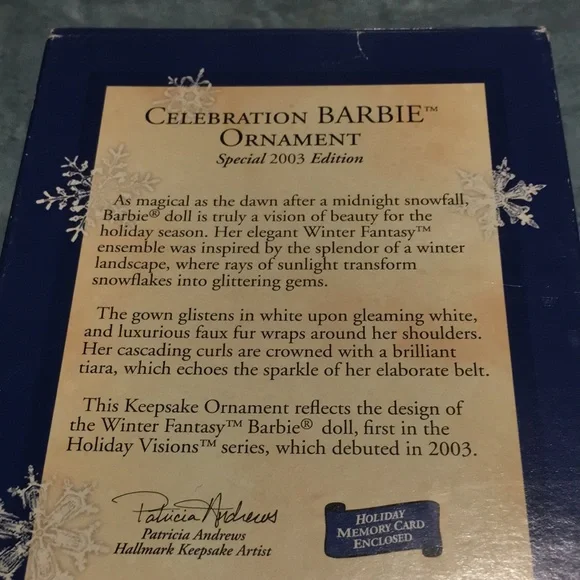 CELEBRATION BARBIE™
ORNAMENT
Special 2003 Edition
As magical as the dawn after a midnight snowfall,
Barbie® doll is truly a vision of beauty for the
holiday season. Her elegant Winter Fantasy™
ensemble was inspired by the splendor of a winter
landscape, where rays of sunlight transform
snowflakes into glittering gems.
The gown glistens in white upon gleaming white,
and luxurious faux fur wraps around her shoulders.
Her cascading curls are crowned with a brilliant
tiara, which echoes the sparkle of her elaborate belt.
This Keepsake Ornament reflects the design of
the Winter Fantasy™ Barbie® doll, first in the
Holiday Visions™ series, which debuted in 2003.
Patricia Andrews
Patricia Andrews
Hallmark Keepsake Artist
HOLIDAY
MEMORY CARD
ENCLOSED